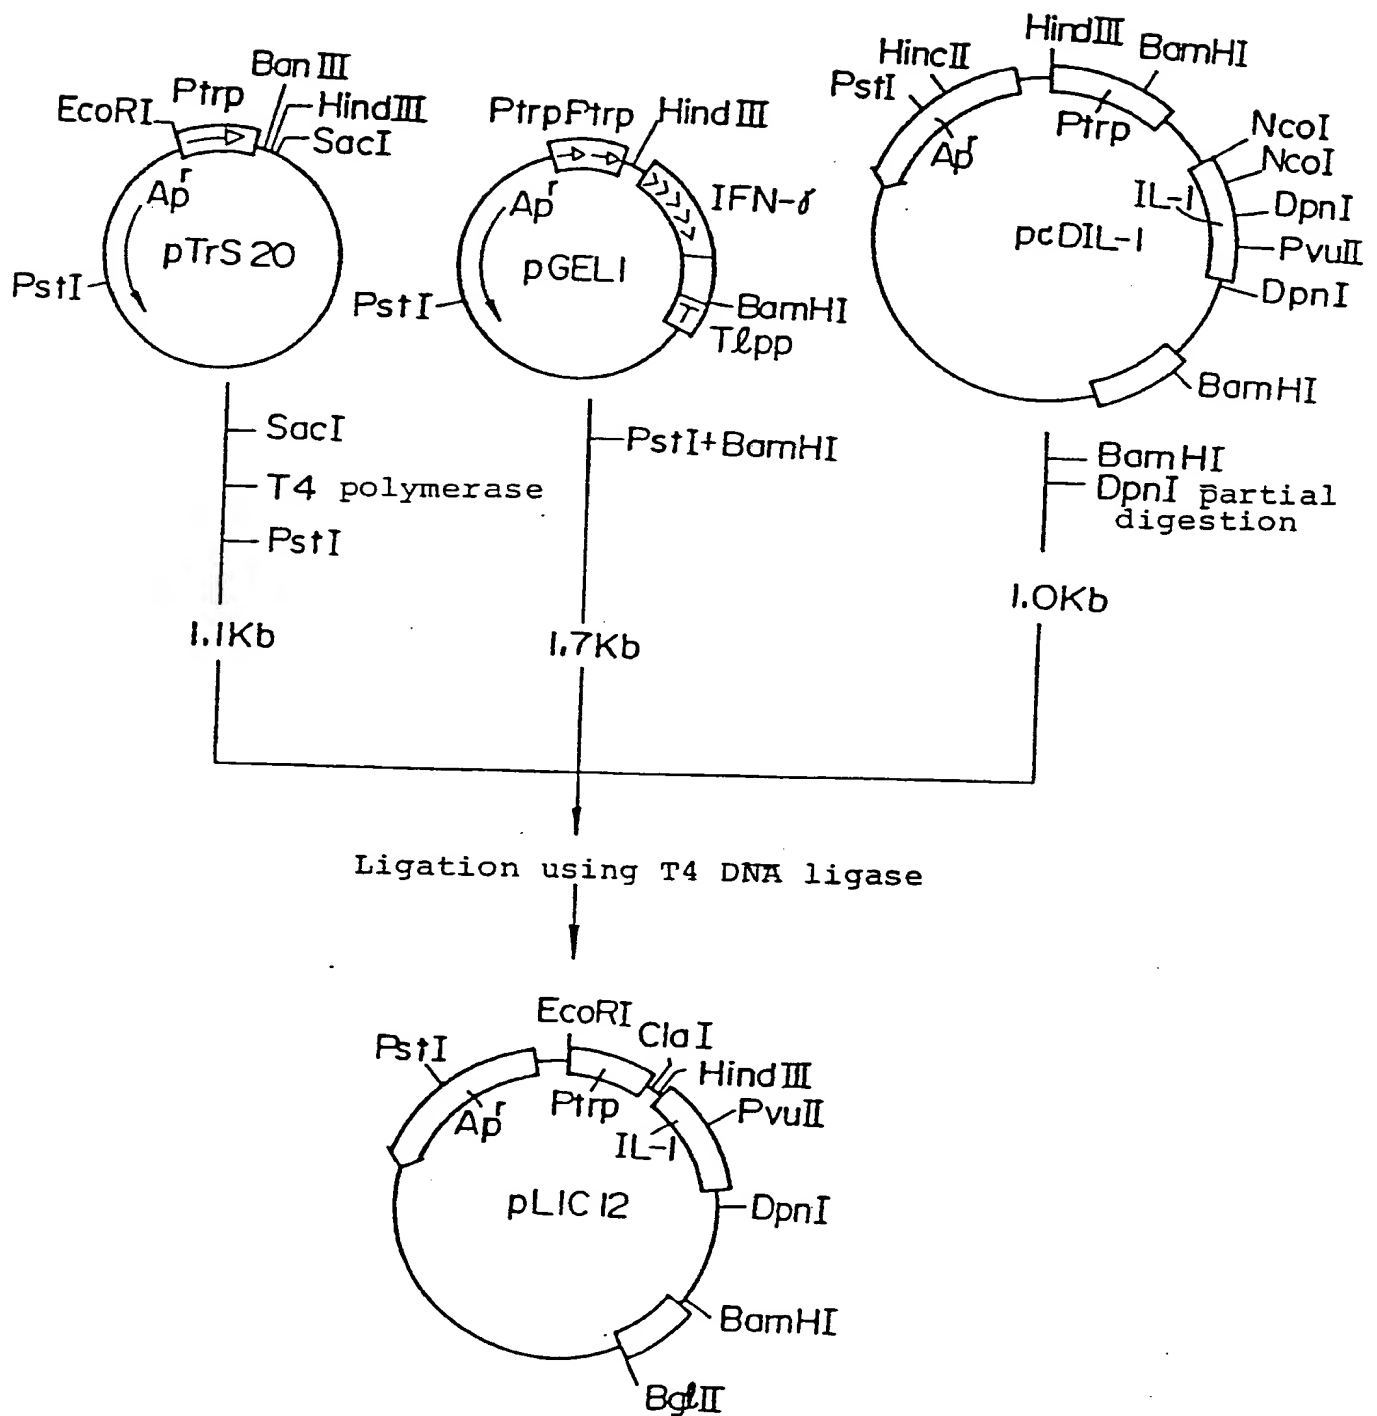 EcoRI
Ptrp
Ban III
HindIII
SacI
Apr
pTrS20
PstI
PtrpPtrp
HindIII
IFN-γ
Apr
pGEL1
PstI
BamHI
T
Tlpp
HindIII
BamHI
HincII
PstI
Ptrp
Apr
NcoI
NcoI
IL-1
DpnI
pcDIL-1
PvuII
DpnI
BamHI
SacI
T4 polymerase
PstI
1.1Kb
PstI+BamHI
1.7Kb
BamHI
DpnI partial
digestion
1.0Kb
Ligation using T4 DNA ligase
EcoRI
ClaI
PstI
HindIII
Ptrp
PvuII
Apr
IL-1
pLIC12
DpnI
BamHI
BglII